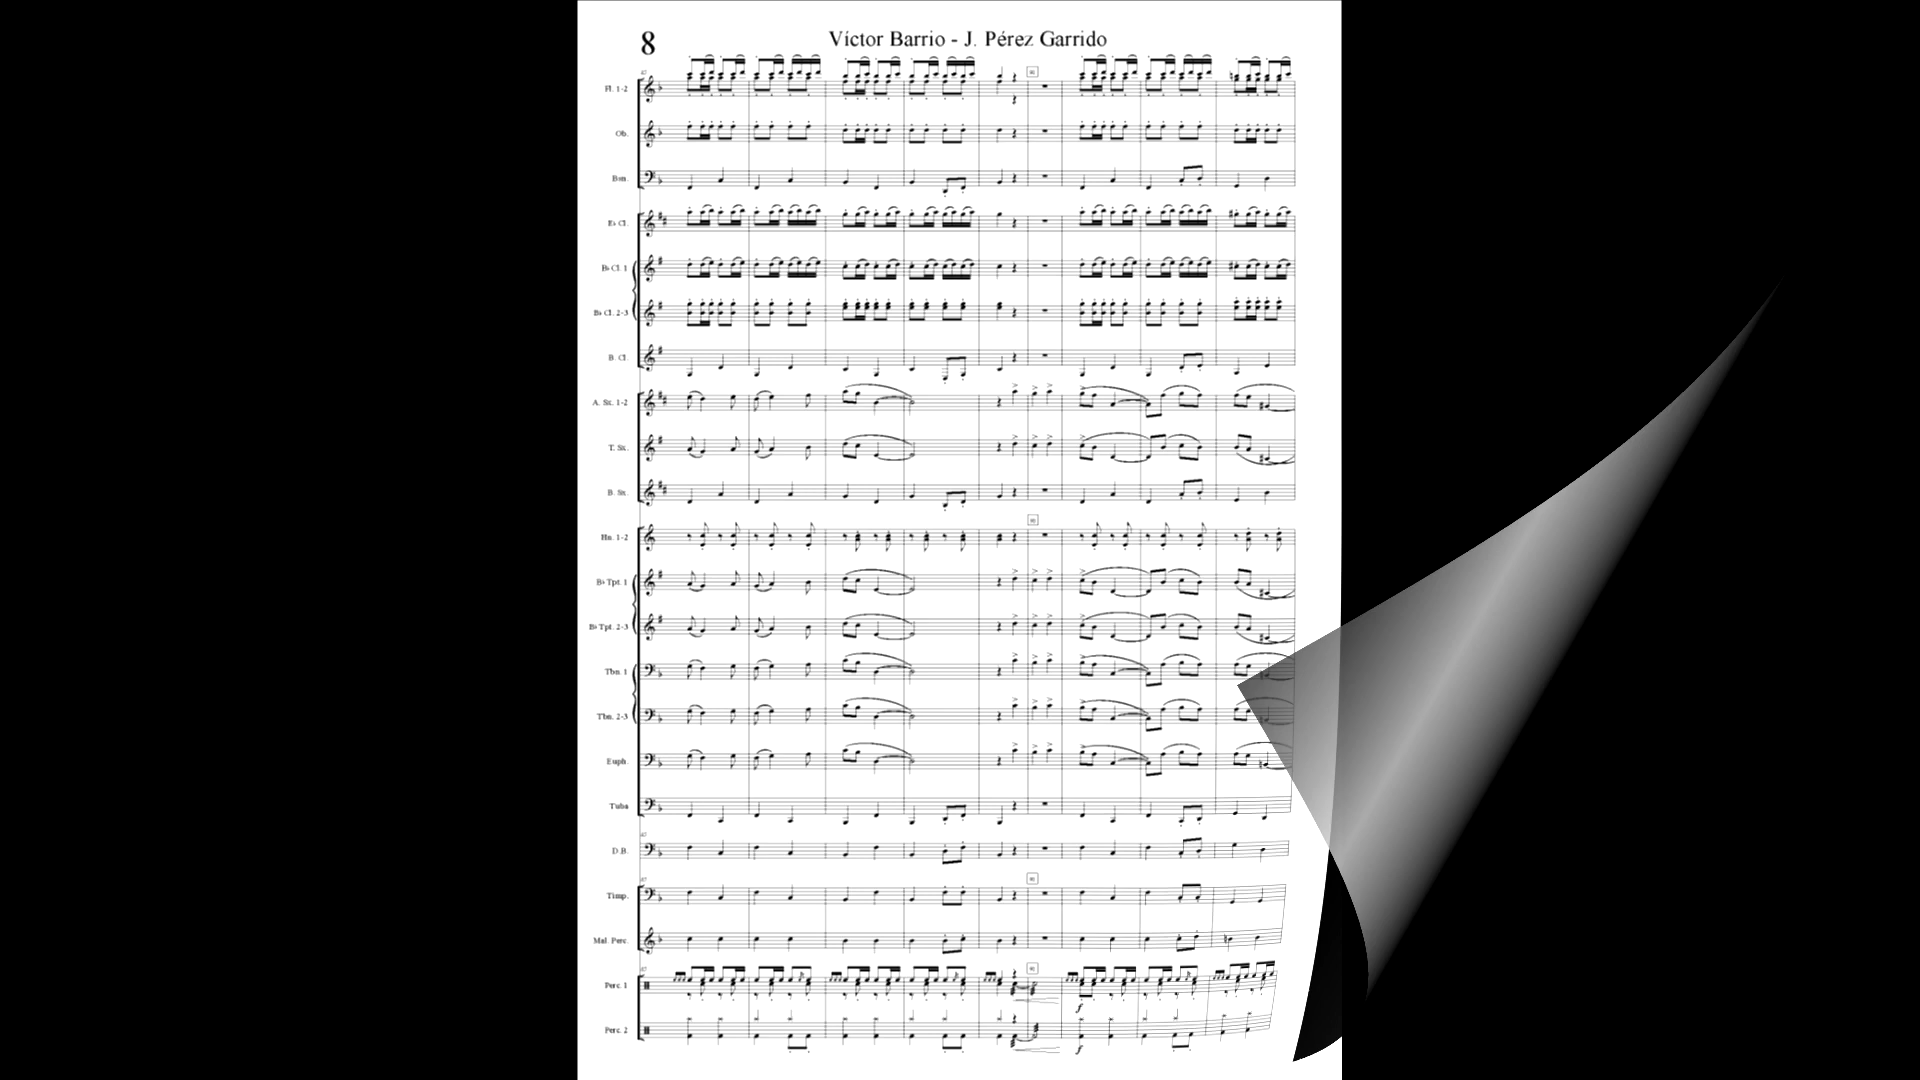 8
Víctor Barrio - J. Pérez Garrido
Fl. 1-2
Ob.
Bsn.
E♭ Cl.
B♭ Cl. 1
B♭ Cl. 2-3
B. Cl.
A. Sx. 1-2
T. Sx.
B. Sx.
Hn. 1-2
B♭ Tpt. 1
B♭ Tpt. 2-3
Tbn. 1
Tbn. 2-3
Euph.
Tuba
D.B.
Timp.
Mal. Perc.
Perc. 1
f
Perc. 2
f